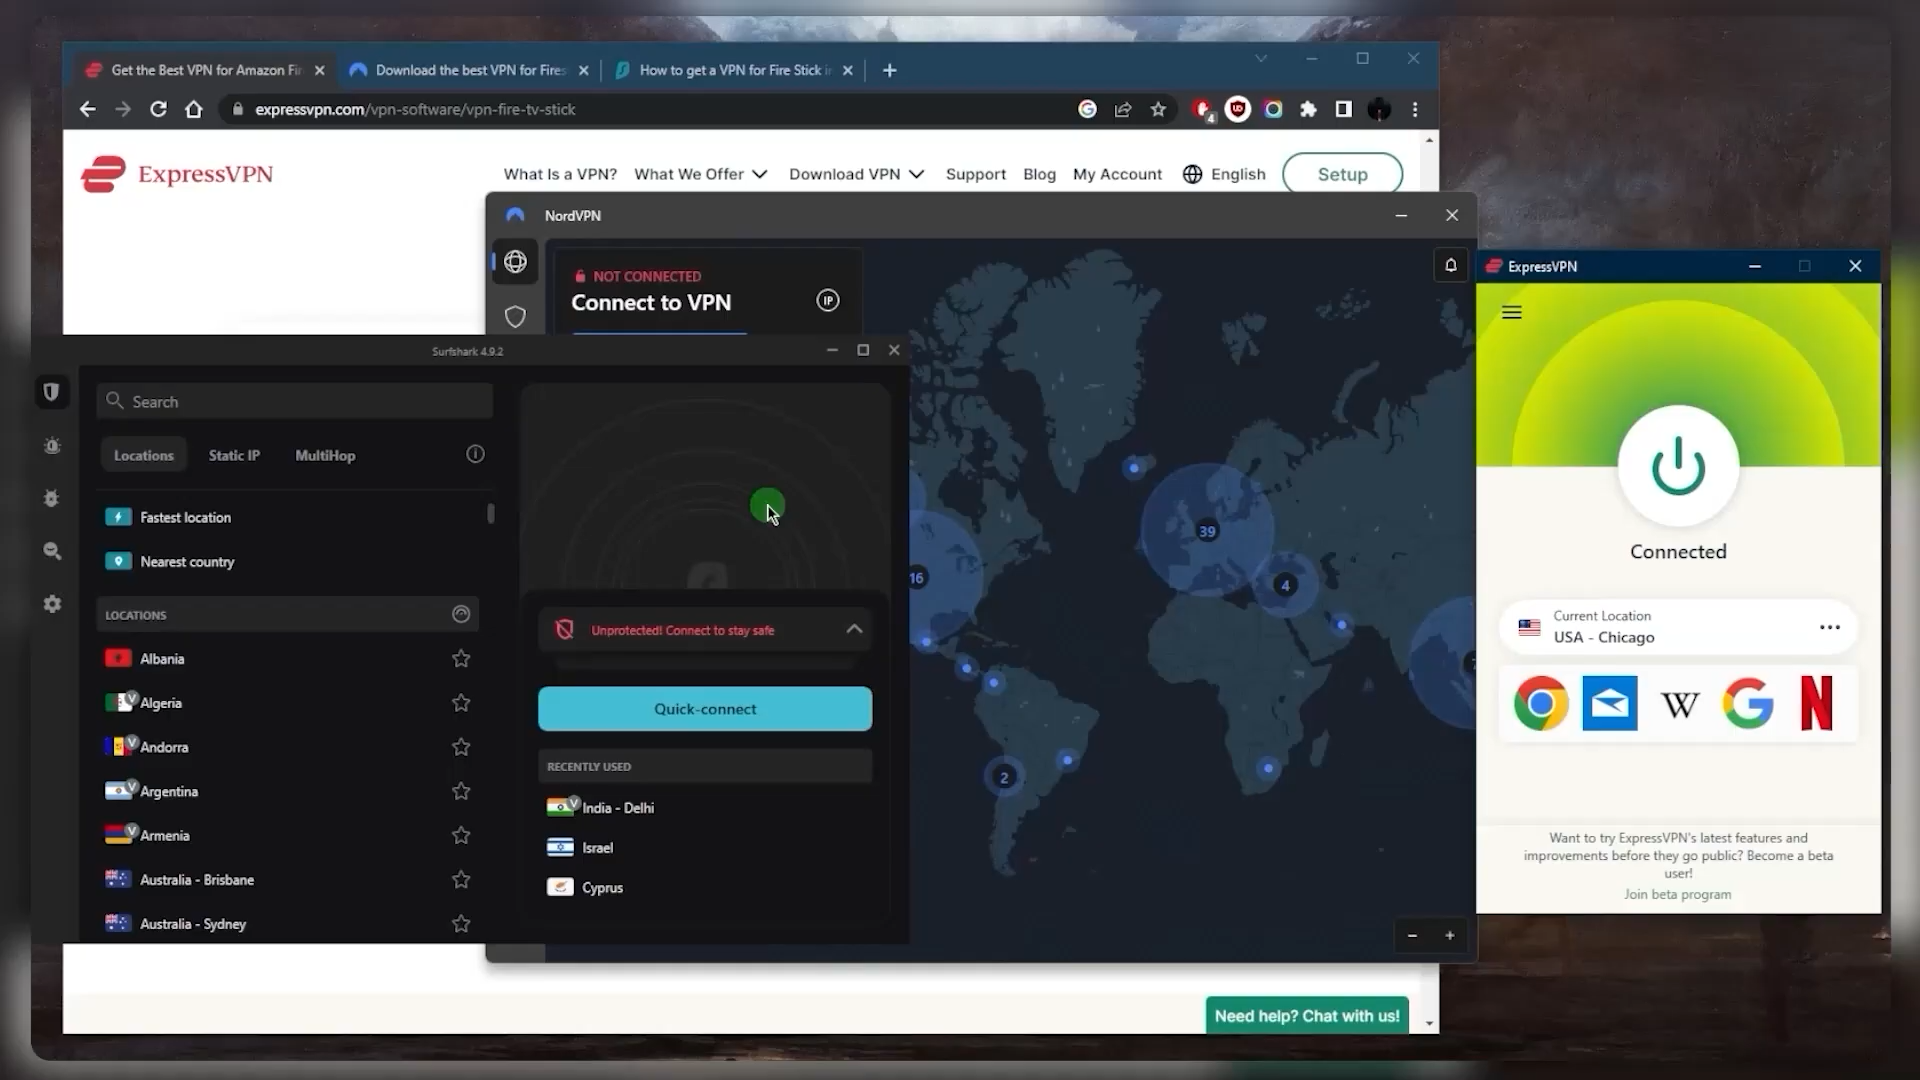 Get the Best VPN for Amazon Fir
Download the best VPN for Fires
How to get a VPN for Fire Stick in
expressvpn.com/vpn-software/vpn-fire-tv-stick
4
ExpressVPN
What Is a VPN?
What We Offer
Download VPN
Support
Blog
My Account
English
Setup
NordVPN
NOT CONNECTED
Connect to VPN
IP
39
16
4
2
Surfshark 4.9.2
Search
Locations
Static IP
MultiHop
Fastest location
Nearest country
LOCATIONS
Albania
V
Algeria
V
Andorra
V
Argentina
V
Armenia
Australia - Brisbane
Australia - Sydney
Unprotected! Connect to stay safe
Quick-connect
RECENTLY USED
V
India - Delhi
Israel
Cyprus
ExpressVPN
Connected
Current Location
USA - Chicago
W
G
N
Want to try ExpressVPN's latest features and
improvements before they go public? Become a beta
user!
Join beta program
Need help? Chat with us!